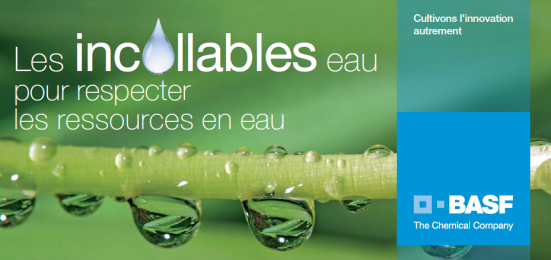 Les incollables eau
pour respecter
les ressources en eau
Cultivons l'innovation
autrement
BASF
The Chemical Company